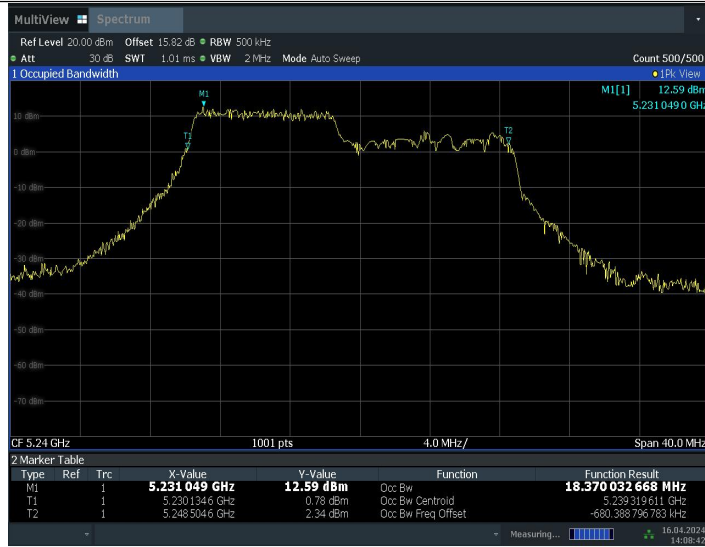 MultiView Spectrum
Ref Level 20.00 dBm Offset 15.82 dB RBW 500 kHz
Att 30 dB SWT 1.01 ms VBW 2 MHz Mode Auto Sweep Count 500/500
1 Occupied Bandwidth 1Pk View
M1[1] 12.59 dBm
5.231 049 0 GHz
M1
10 dBm
T1
T2
0 dBm
-10 dBm
-20 dBm
-30 dBm
-40 dBm
-50 dBm
-60 dBm
-70 dBm
CF 5.24 GHz 1001 pts 4.0 MHz/ Span 40.0 MHz
2 Marker Table
Type Ref Trc X-Value Y-Value Function Function Result
M1 1 5.231 049 GHz 12.59 dBm Occ Bw 18.370 032 668 MHz
T1 1 5.230 134 6 GHz 0.78 dBm Occ Bw Centroid 5.239 319 611 GHz
T2 1 5.248 504 6 GHz 2.34 dBm Occ Bw Freq Offset -680.388 796 783 kHz
Measuring... 16.04.2024
14:08:42